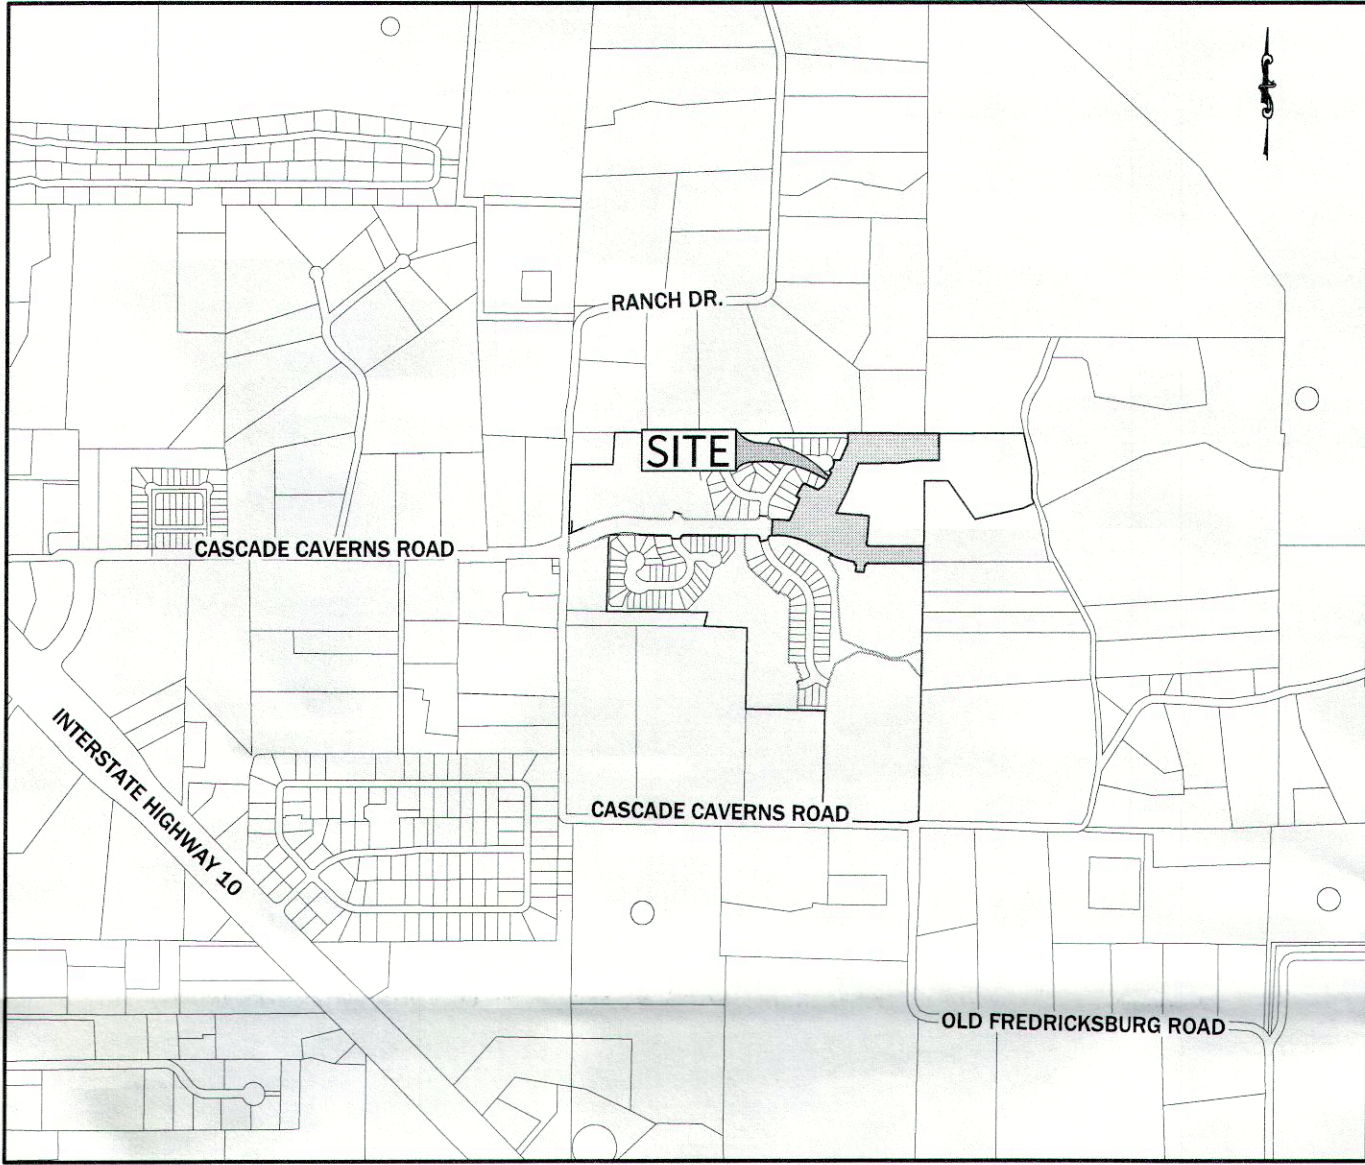 RANCH DR.
SITE
CASCADE CAVERNS ROAD
INTERSTATE HIGHWAY 10
CASCADE CAVERNS ROAD
OLD FREDRICKSBURG ROAD